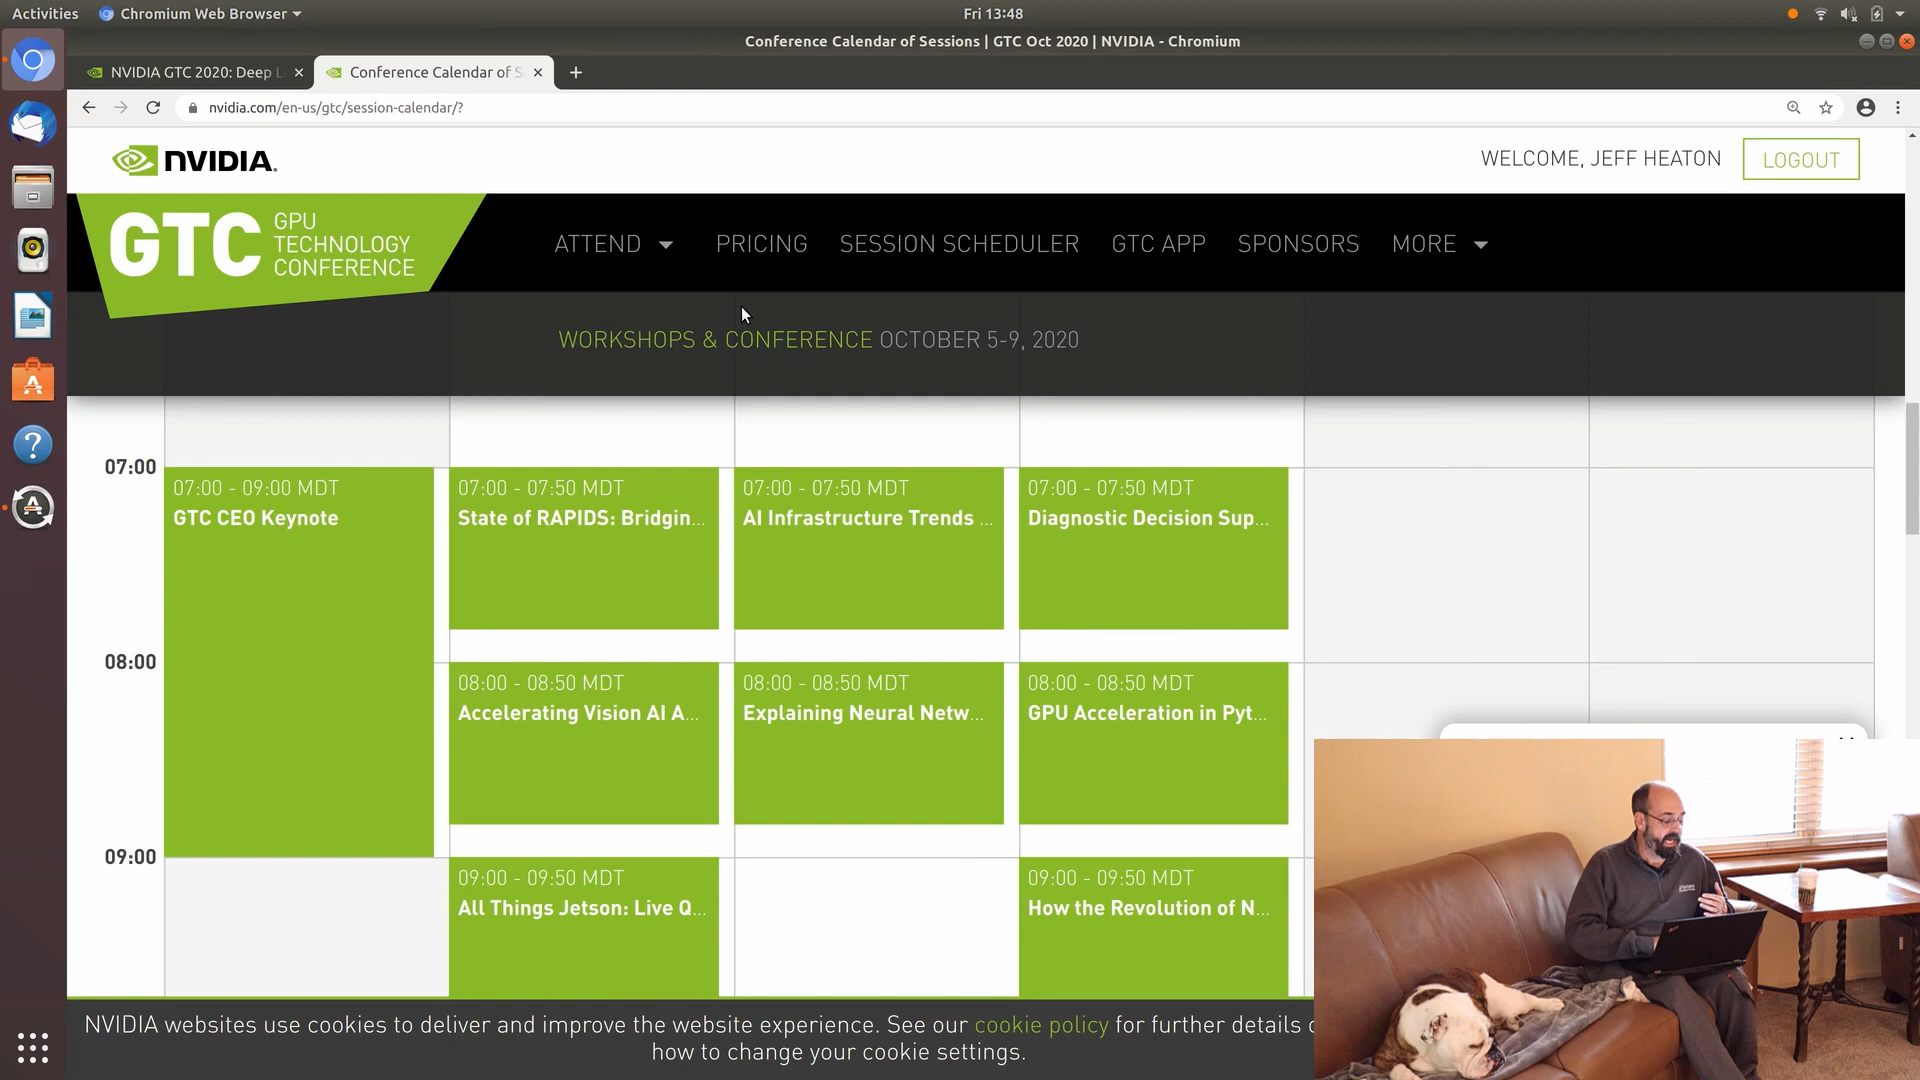 Activities
Chromium Web Browser
Fri 13:48
Conference Calendar of Sessions | GTC Oct 2020 | NVIDIA - Chromium
NVIDIA GTC 2020: Deep
Conference Calendar of S
nvidia.com/en-us/gtc/session-calendar/?
NVIDIA.
WELCOME, JEFF HEATON
LOGOUT
GTC
GPU
TECHNOLOGY
CONFERENCE
ATTEND
PRICING
SESSION SCHEDULER
GTC APP
SPONSORS
MORE
WORKSHOPS & CONFERENCE OCTOBER 5-9, 2020
07:00
07:00 - 09:00 MDT
GTC CEO Keynote
07:00 - 07:50 MDT
State of RAPIDS: Bridgin...
07:00 - 07:50 MDT
AI Infrastructure Trends ...
07:00 - 07:50 MDT
Diagnostic Decision Sup...
08:00
08:00 - 08:50 MDT
Accelerating Vision AI A...
08:00 - 08:50 MDT
Explaining Neural Netw...
08:00 - 08:50 MDT
GPU Acceleration in Pyt...
09:00
09:00 - 09:50 MDT
All Things Jetson: Live Q...
09:00 - 09:50 MDT
How the Revolution of N...
NVIDIA websites use cookies to deliver and improve the website experience. See our cookie policy for further details
how to change your cookie settings.